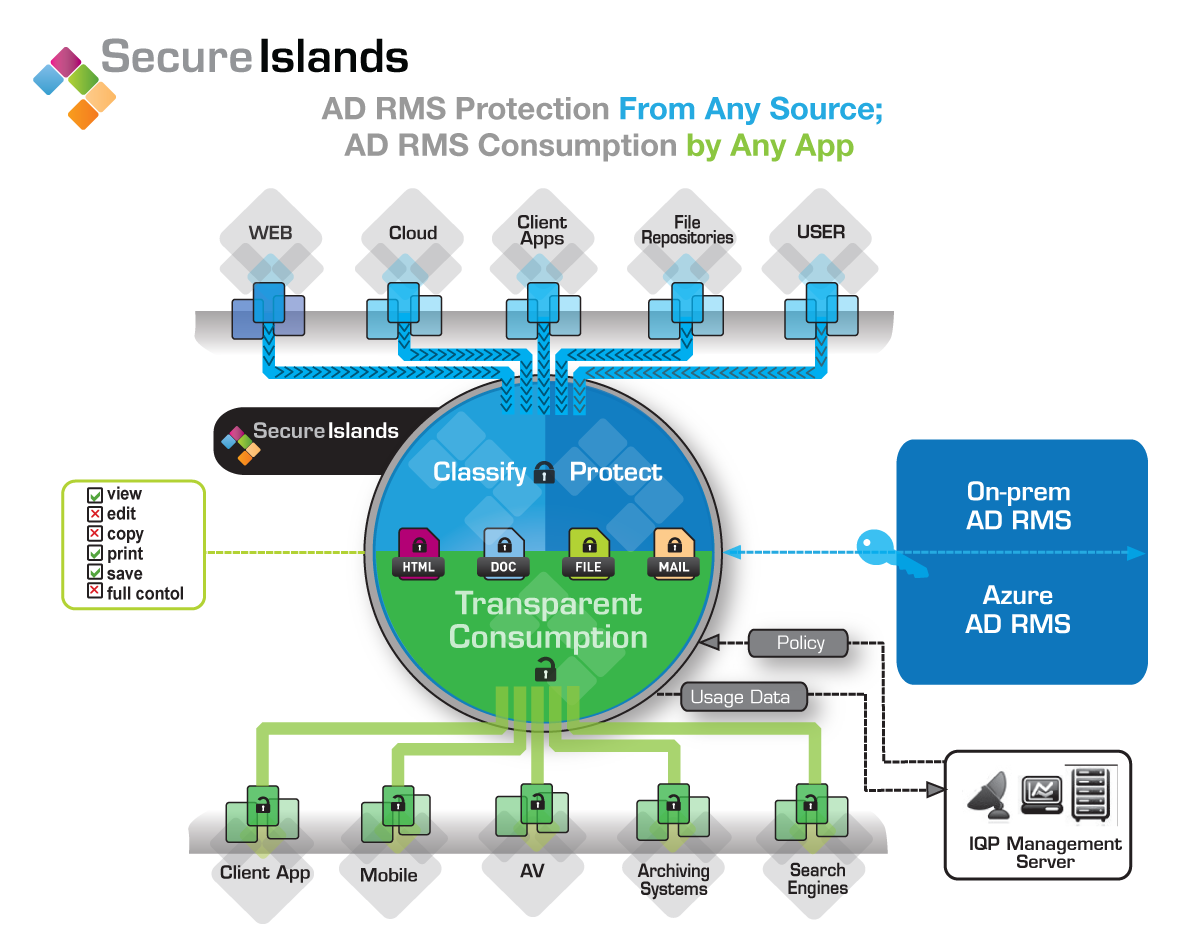 Secure Islands
AD RMS Protection From Any Source;
AD RMS Consumption by Any App
WEB
Cloud
Client
Apps
File
Repositories
USER
Secure Islands
Classify Protect
view
edit
copy
print
save
full contol
HTML
DOC
FILE
MAIL
On-prem
AD RMS
Azure
AD RMS
Transparent
Consumption
Policy
Usage Data
IQP Management
Server
Client App
Mobile
AV
Archiving
Systems
Search
Engines